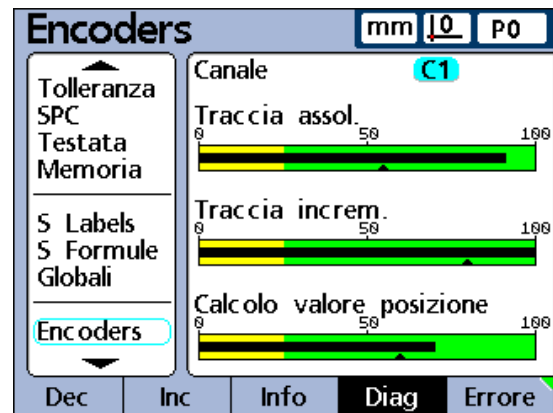 Encoders
mm 0 P0
Tolleranza
SPC
Testata
Memoria
S Labels
S Formule
Globali
Encoders
Canale C1
Traccia assol.
0 50 100
Traccia increm.
0 50 100
Calcolo valore posizione
0 50 100
Dec Inc Info Diag Errore